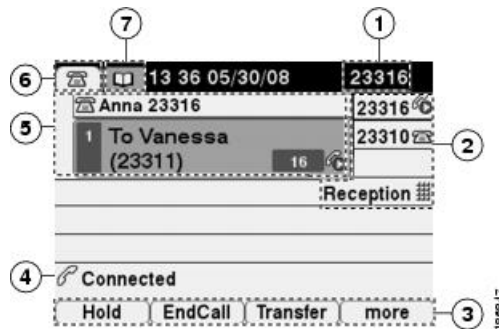 7
1
6
13 36 05/30/08
23316
5
Anna 23316
23316
1
To Vanessa
(23311)
16
23310
2
Reception
4
Connected
Hold
EndCall
Transfer
more
3